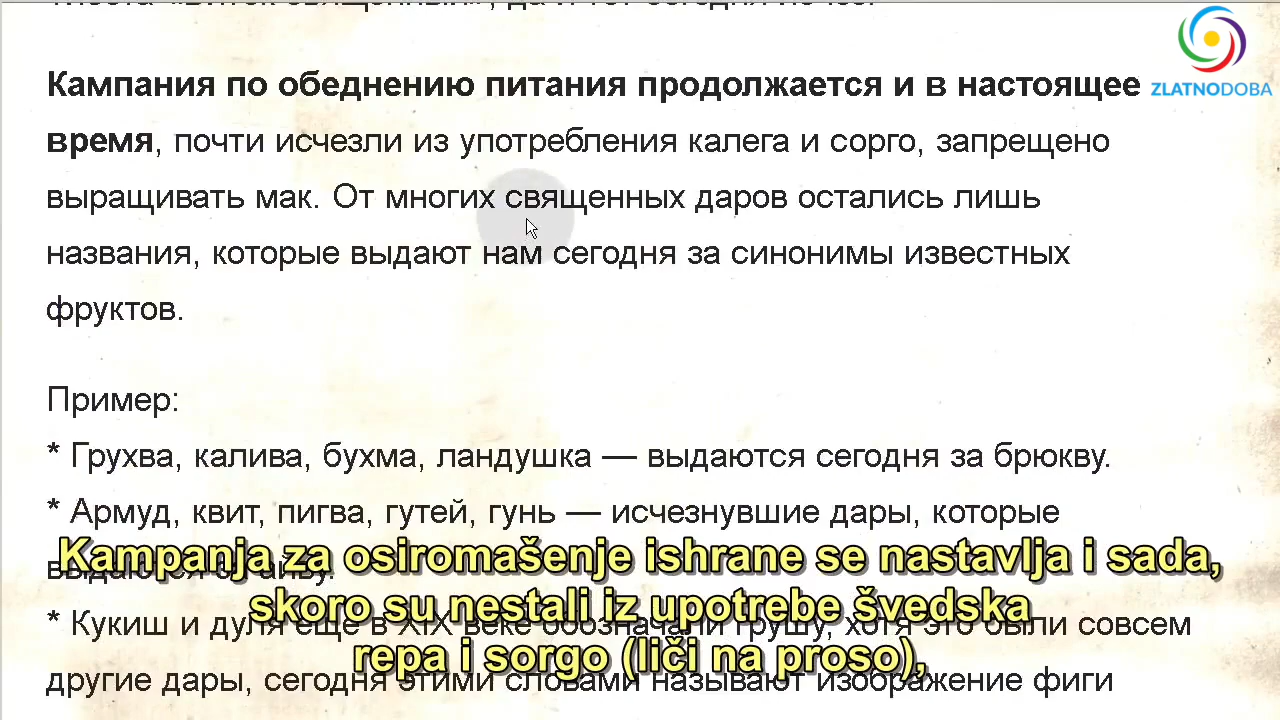 ZLATNODOBA
Кампания по обеднению питания продолжается и в настоящее
время, почти исчезли из употребления калега и сорго, запрещено
выращивать мак. От многих священных даров остались лишь
названия, которые выдают нам сегодня за синонимы известных
фруктов.
Пример:
* Грухва, калива, бухма, ландушка — выдаются сегодня за брюкву.
* Армуд, квит, пигва, гутей, гунь — исчезнувшие дары, которые
Kampanja za osiromašenje ishrane se nastavlja i sada,
skoro su nestali iz upotrebe švedska
* Кукиш и дуля еще в XIX веке обозначали грушу, хотя это были совсем
repa i sorgo (liči na proso),
другие дары, сегодня этими словами называют изображение фиги